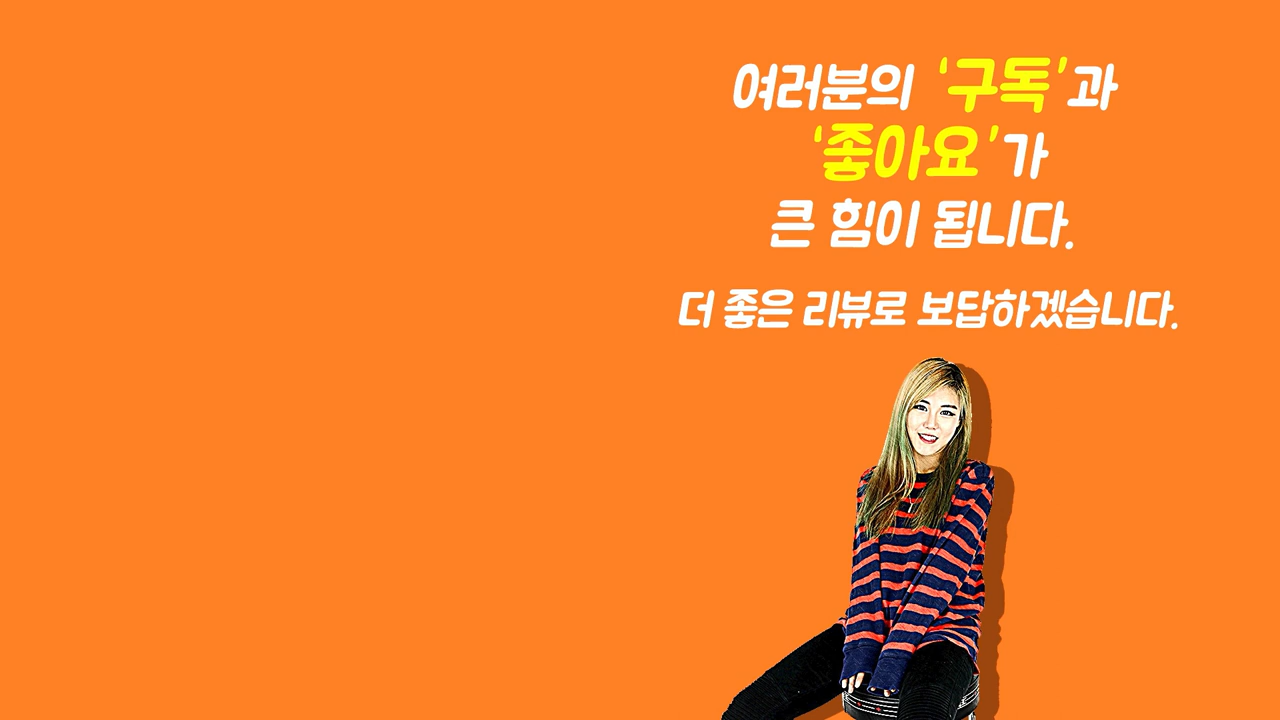 여러분의 ‘구독’과
‘좋아요’가
큰 힘이 됩니다.
더 좋은 리뷰로 보답하겠습니다.